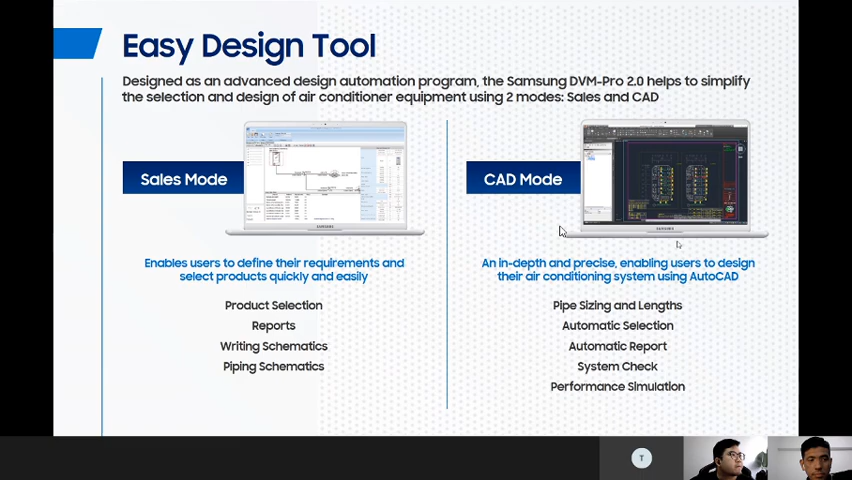 Easy Design Tool
Designed as an advanced design automation program, the Samsung DVM-Pro 2.0 helps to simplify
the selection and design of air conditioner equipment using 2 modes: Sales and CAD
Sales Mode
SAMSUNG
Enables users to define their requirements and
select products quickly and easily
Product Selection
Reports
Writing Schematics
Piping Schematics
CAD Mode
SAMSUNG
An in-depth and precise, enabling users to design
their air conditioning system using AutoCAD
Pipe Sizing and Lengths
Automatic Selection
Automatic Report
System Check
Performance Simulation
T